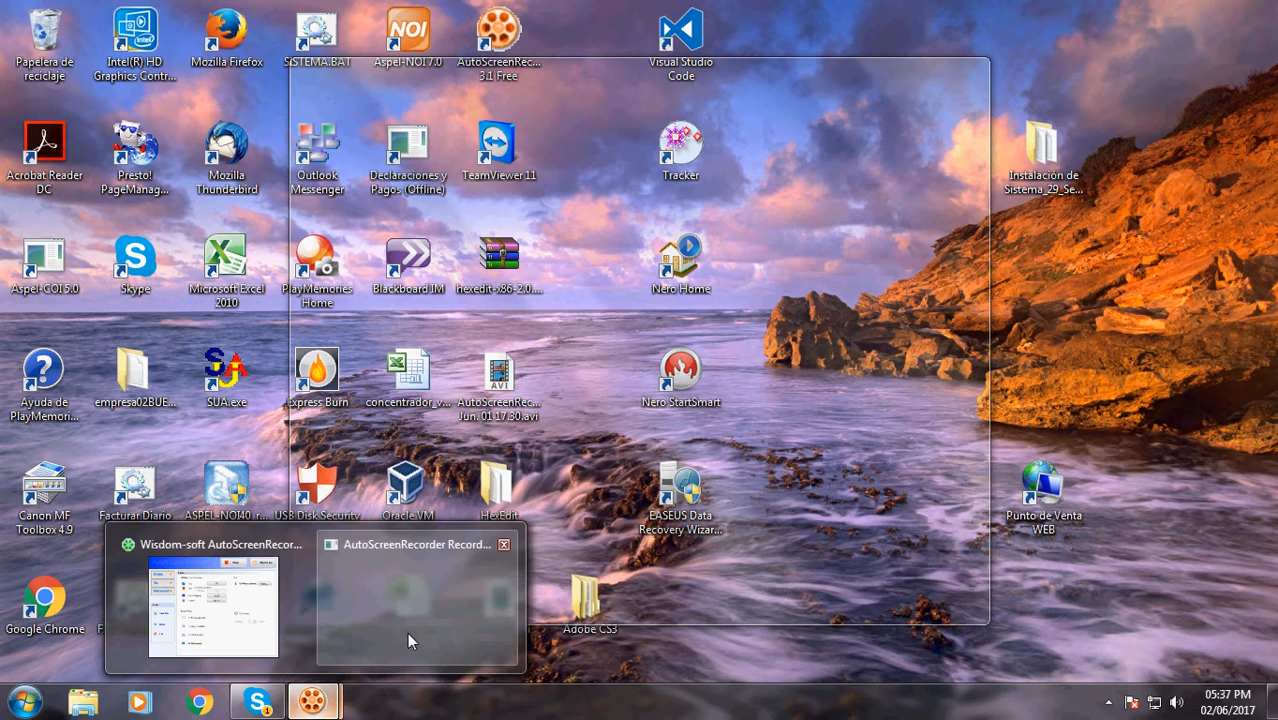 Papelera de
reciclaje
Intel(R) HD
Graphics Contr...
Mozilla Firefox
SISTEMA.BAT
NOI
Aspel-NOI 7.0
AutoScreenRec...
3.1 Free
Visual Studio
Code
Acrobat Reader
DC
Presto!
PageManag...
Mozilla
Thunderbird
Outlook
Messenger
Declaraciones y
Pagos (Offline)
TeamViewer 11
Tracker
Instalación de
Sistema_29_Se...
Aspel-COI 5.0
Skype
Microsoft Excel
2010
PlayMemories
Home
Blackboard IM
hexedit-x86-2.0....
Nero Home
Ayuda de
PlayMemori...
empresa02BUE...
SUA.exe
Express Burn
concentrador_v...
AVI
AutoScreenRec...
Jun. 01 17.30.avi
Nero StartSmart
Canon MF
Toolbox 4.9
Facturar Diario
ASPEL-NOI40_r...
USB Disk Security
Oracle VM
HexEdit
EASEUS Data
Recovery Wizar...
Punto de Venta
WEB
Wisdom-soft AutoScreenRecor...
AutoScreenRecorder Record...
Google Chrome
Adobe CS3
05:37 PM
02/06/2017